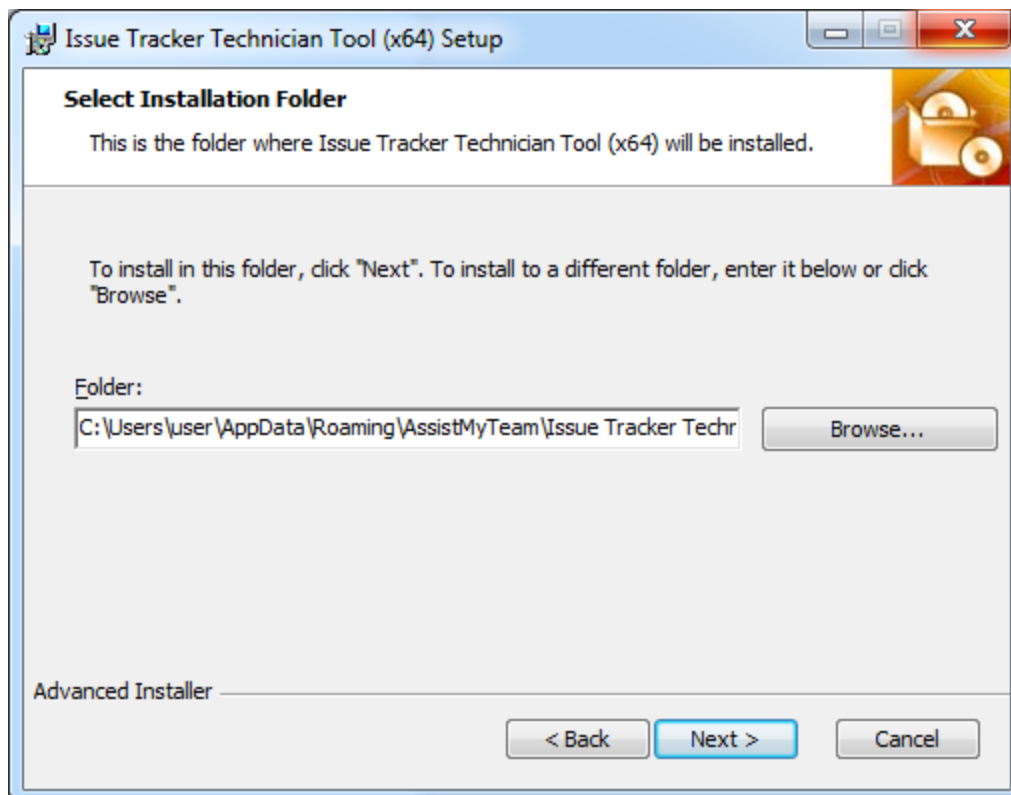 Issue Tracker Technician Tool (x64) Setup
Select Installation Folder
This is the folder where Issue Tracker Technician Tool (x64) will be installed.
To install in this folder, click "Next". To install to a different folder, enter it below or click
"Browse".
Folder:
C:\Users\user\AppData\Roaming\AssistMyTeam\Issue Tracker Techr
Browse...
Advanced Installer
< Back
Next >
Cancel